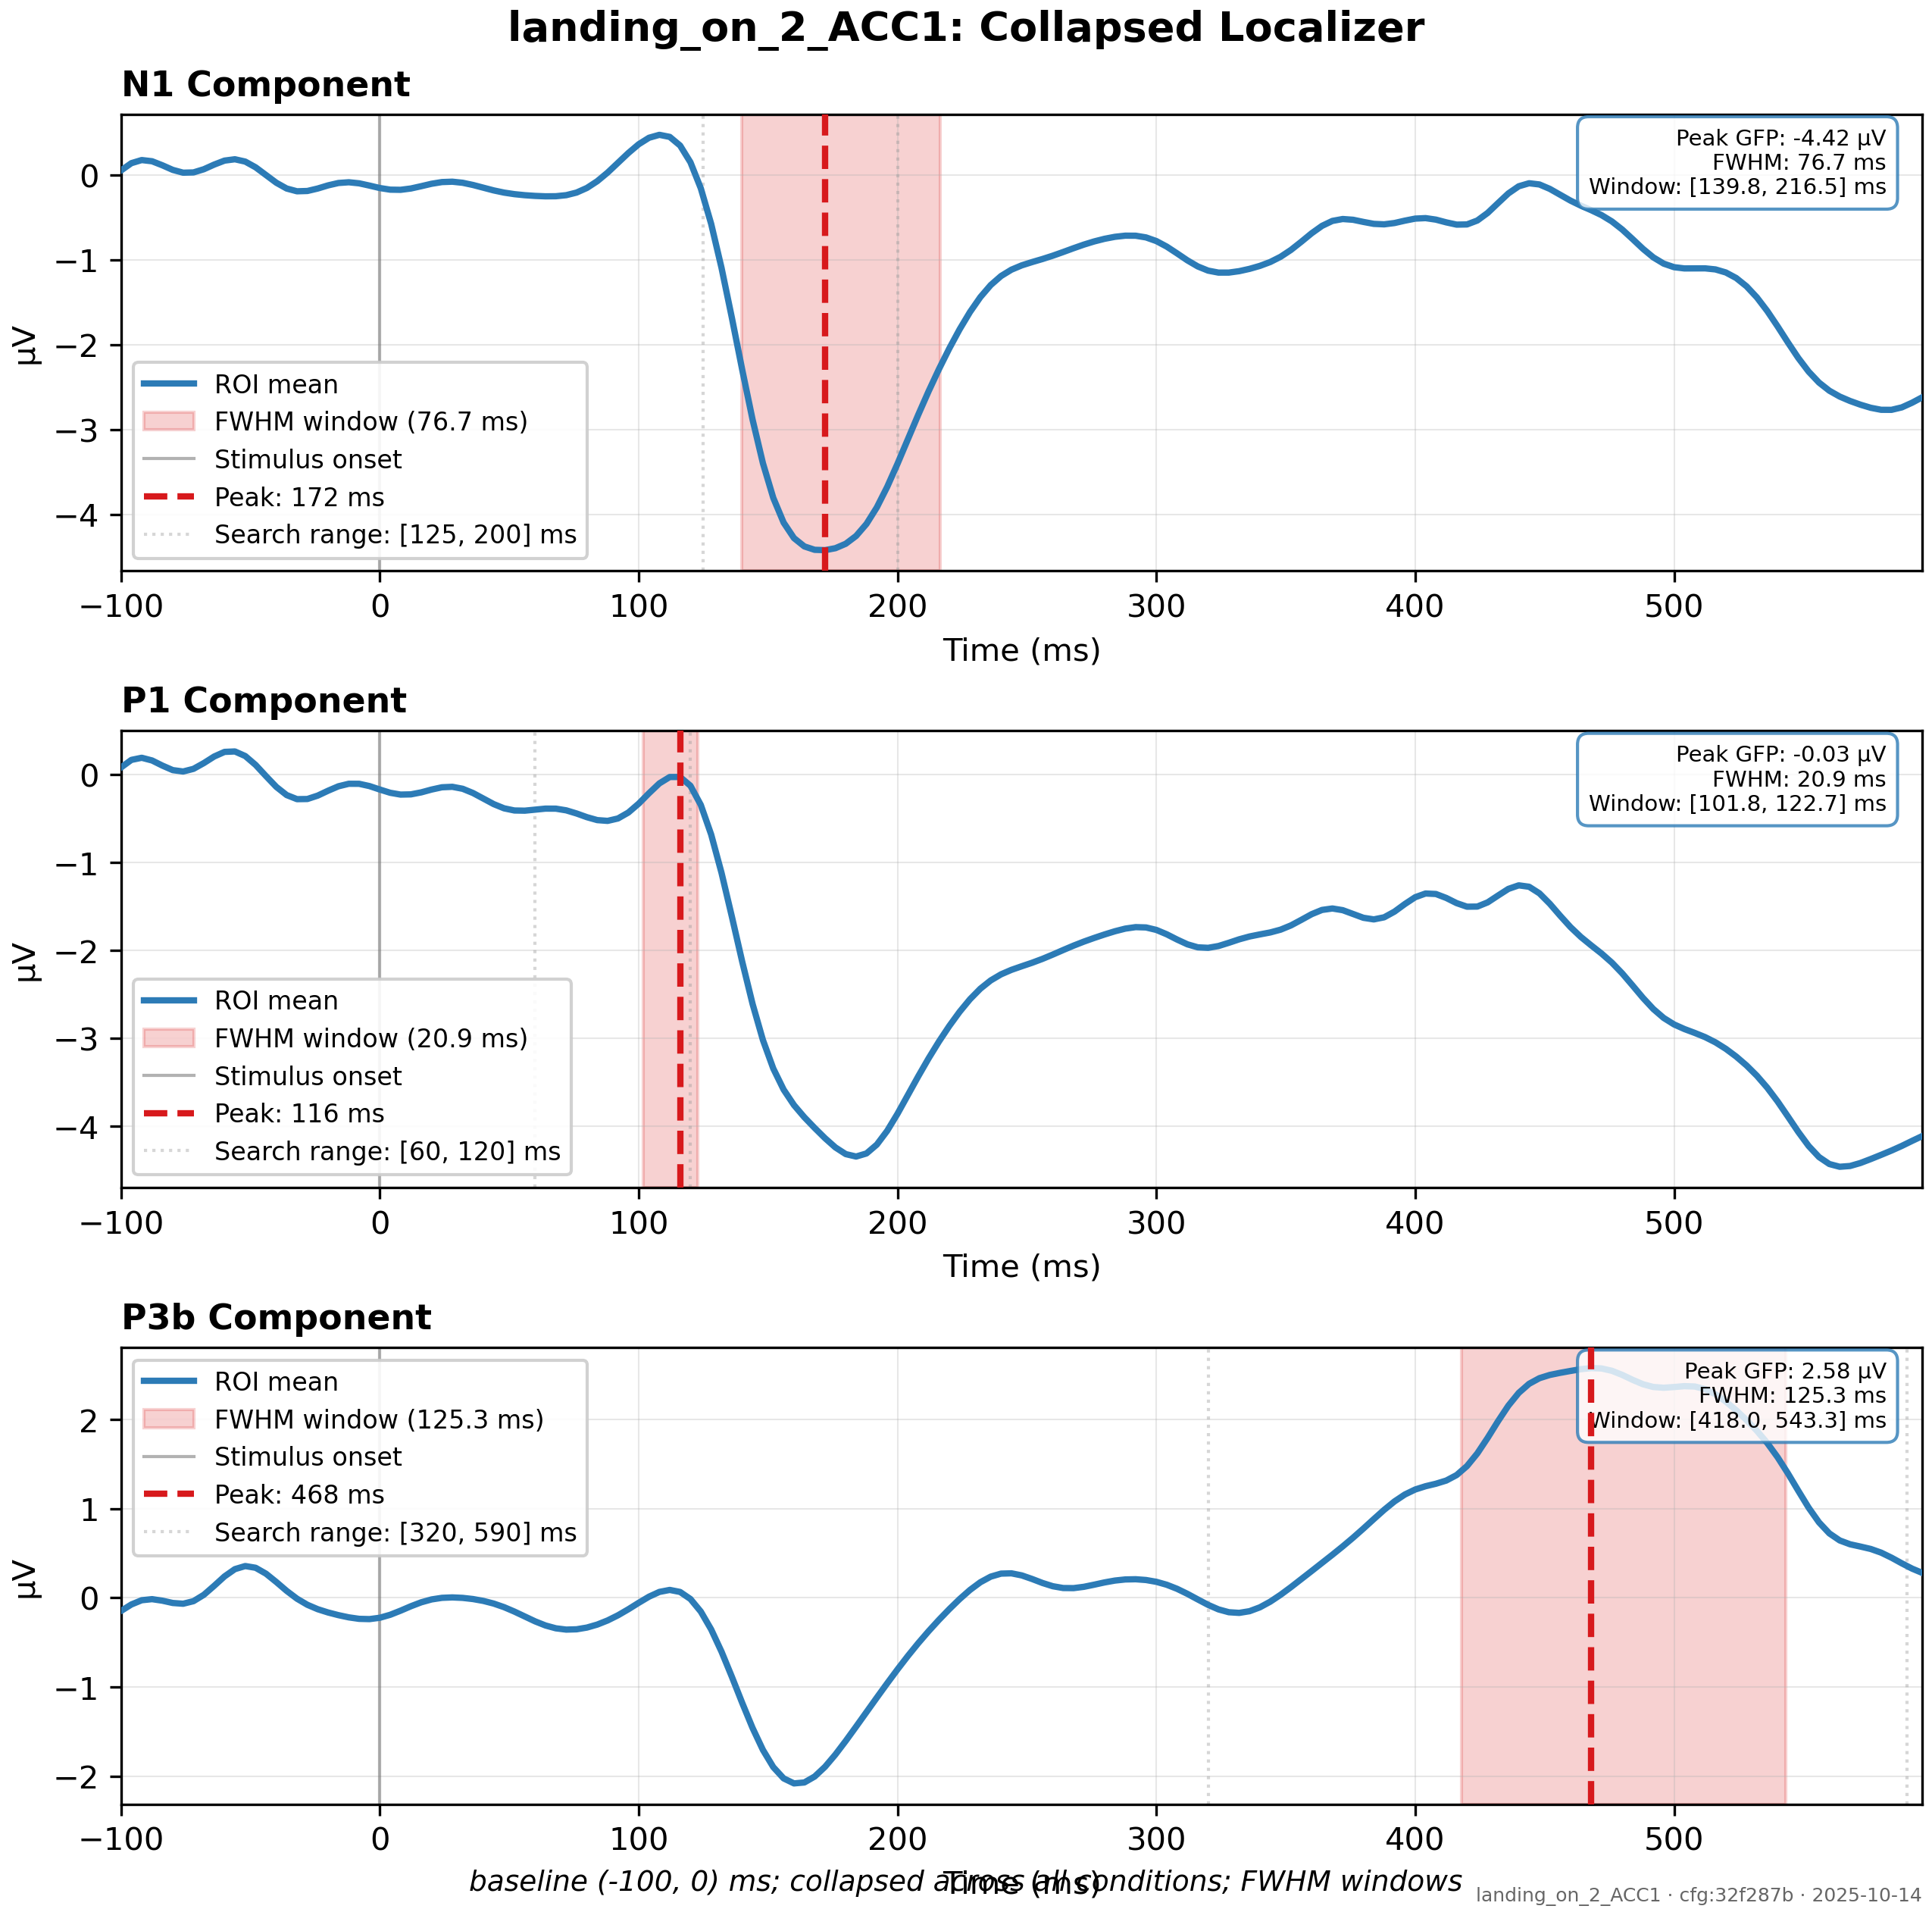 landing_on_2_ACC1: Collapsed Localizer
N1 Component
Peak GFP: -4.42 µV
FWHM: 76.7 ms
Window: [139.8, 216.5] ms
0
−1
−2
−3
−4
µV
ROI mean
FWHM window (76.7 ms)
Stimulus onset
Peak: 172 ms
Search range: [125, 200] ms
−100
0
100
200
300
400
500
Time (ms)
P1 Component
Peak GFP: -0.03 µV
FWHM: 20.9 ms
Window: [101.8, 122.7] ms
0
−1
−2
−3
−4
µV
ROI mean
FWHM window (20.9 ms)
Stimulus onset
Peak: 116 ms
Search range: [60, 120] ms
−100
0
100
200
300
400
500
Time (ms)
P3b Component
ROI mean
FWHM window (125.3 ms)
Stimulus onset
Peak: 468 ms
Search range: [320, 590] ms
Peak GFP: 2.58 µV
FWHM: 125.3 ms
Window: [418.0, 543.3] ms
2
1
0
−1
−2
µV
−100
0
100
200
300
400
500
Time (ms)
baseline (-100, 0) ms; collapsed across all conditions; FWHM windows
landing_on_2_ACC1 · cfg:32f287b · 2025-10-14